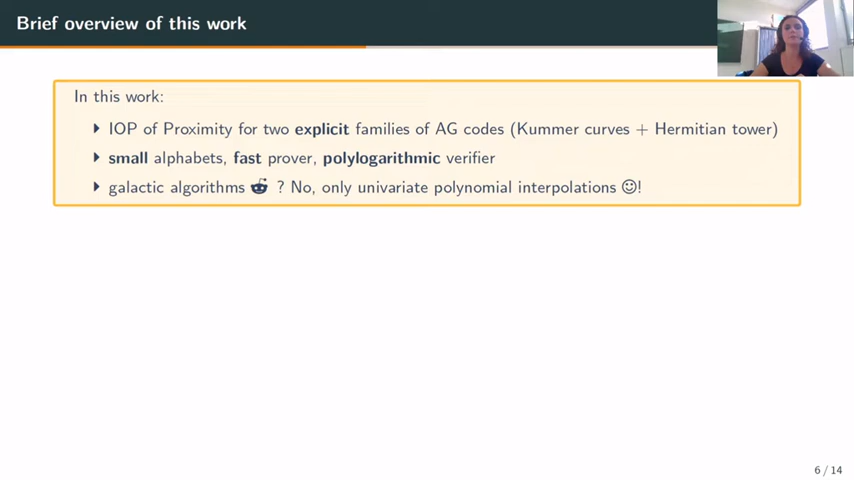 Brief overview of this work
In this work:
IOP of Proximity for two explicit families of AG codes (Kummer curves + Hermitian tower)
small alphabets, fast prover, polylogarithmic verifier
galactic algorithms ? No, only univariate polynomial interpolations ☺!
6 / 14